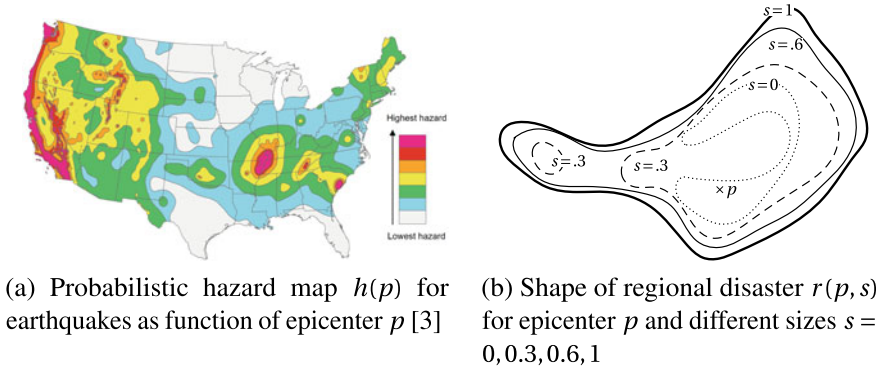 Highest hazard
Lowest hazard
s=1
s=.6
s=0
s=.3
s=.3
×p
(a) Probabilistic hazard map h(p) for
earthquakes as function of epicenter p [3]
(b) Shape of regional disaster r(p,s)
for epicenter p and different sizes s =
0,0.3,0.6,1